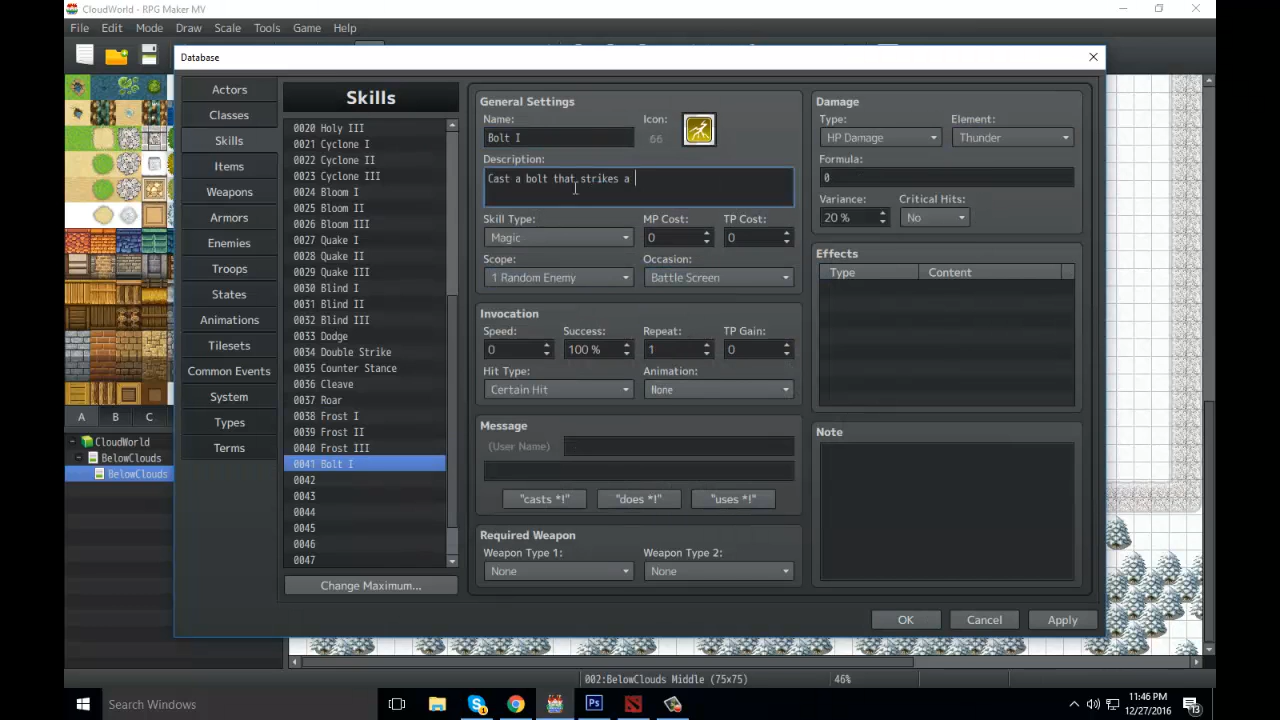 CloudWorld - RPG Maker MV
File Edit Mode Draw Scale Tools Game Help
Database
Actors
Classes
Skills
Items
Weapons
Armors
Enemies
Troops
States
Animations
Tilesets
Common Events
System
Types
Terms
A B C
CloudWorld
BelowClouds
BelowClouds
Skills
0020 Holy III
0021 Cyclone I
0022 Cyclone II
0023 Cyclone III
0024 Bloom I
0025 Bloom II
0026 Bloom III
0027 Quake I
0028 Quake II
0029 Quake III
0030 Blind I
0031 Blind II
0032 Blind III
0033 Dodge
0034 Double Strike
0035 Counter Stance
0036 Cleave
0037 Roar
0038 Frost I
0039 Frost II
0040 Frost III
0041 Bolt I
0042
0043
0044
0045
0046
0047
Change Maximum...
General Settings
Name: Icon:
Bolt I 66
Description:
Cast a bolt that strikes a
Skill Type: MP Cost: TP Cost:
Magic 0 0
Scope: Occasion:
1 Random Enemy Battle Screen
Invocation
Speed: Success: Repeat: TP Gain:
0 100 % 1 0
Hit Type: Animation:
Certain Hit None
Message
(User Name)
"casts *!" "does *!" "uses *!"
Required Weapon
Weapon Type 1: Weapon Type 2:
None None
Damage
Type: Element:
HP Damage Thunder
Formula:
0
Variance: Critical Hits:
20 % No
Effects
Type Content
Note
OK Cancel Apply
002:BelowClouds Middle (75x75) 46%
Search Windows
Ps
11:46 PM
12/27/2016
13